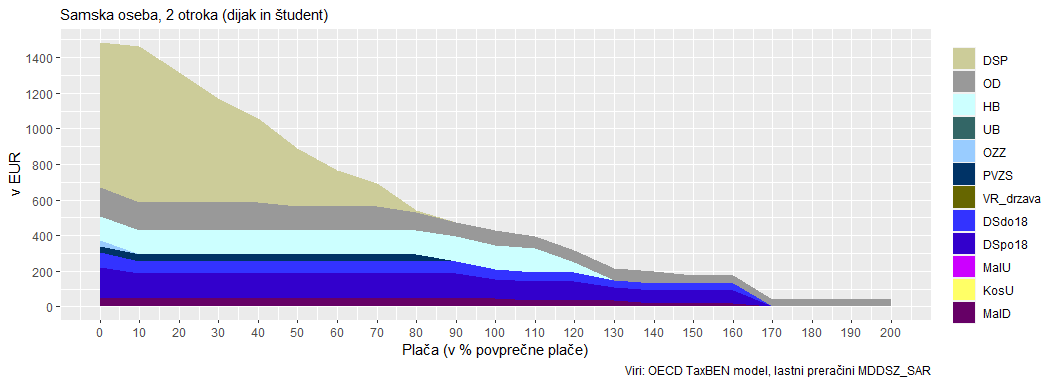 Samska oseba, 2 otroka (dijak in študent)
v EUR
1400
1200
1000
800
600
400
200
0
0 10 20 30 40 50 60 70 80 90 100 110 120 130 140 150 160 170 180 190 200
Plača (v % povprečne plače)
DSP
OD
HB
UB
OZZ
PVZS
VR_drzava
DSdo18
DSpo18
MalU
KosU
MalD
Viri: OECD TaxBEN model, lastni preračini MDDSZ_SAR